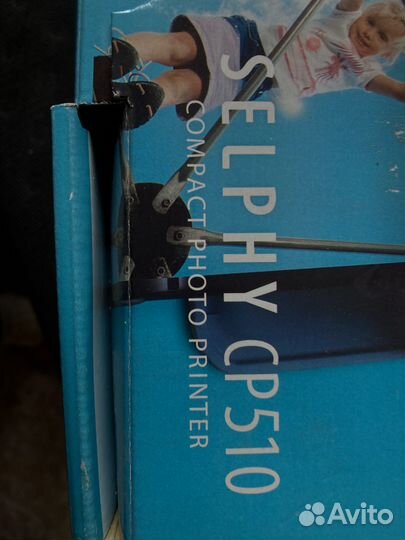 SELPHY CP510
COMPACT PHOTO PRINTER
Avito